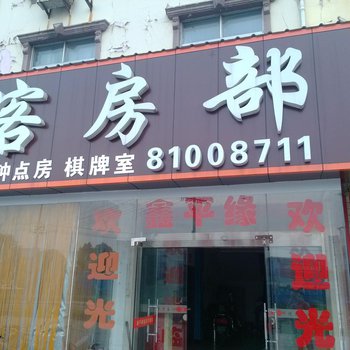 客房部
钟点房 棋牌室 81008711
欢迎光
鑫平缘
欢迎光